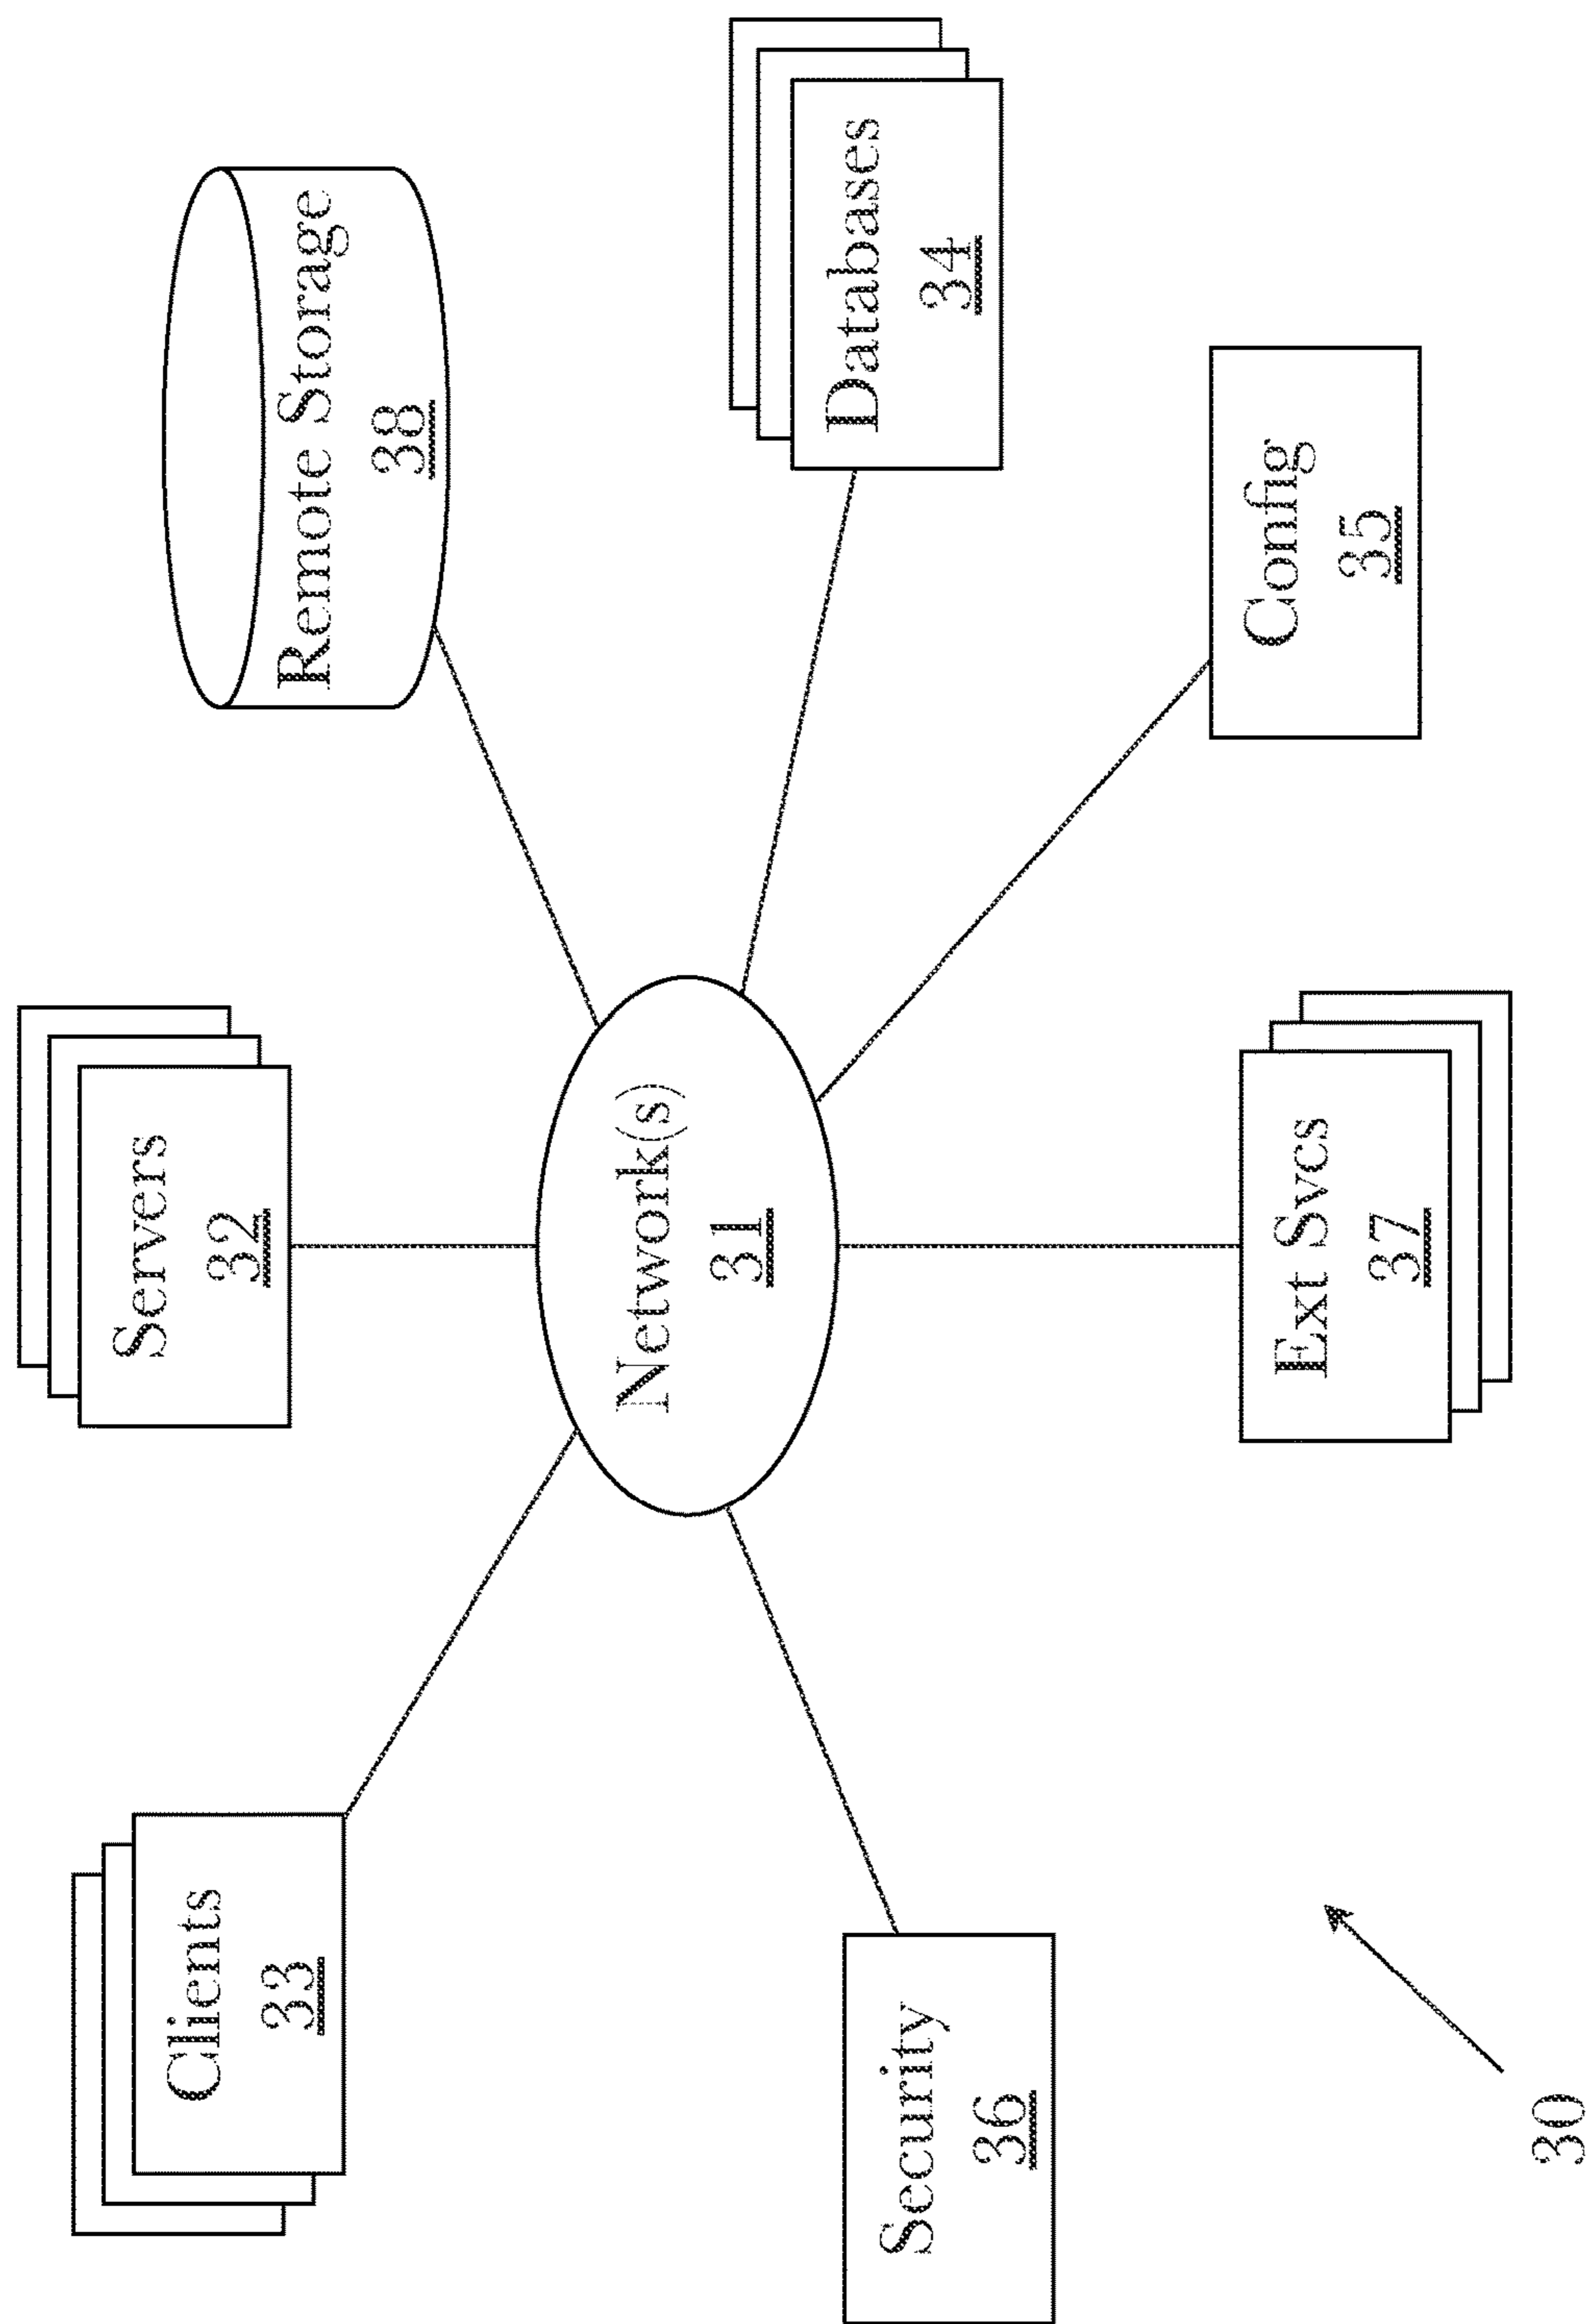 Clients
33
Servers
32
Remote Storage
38
Network(s)
31
Databases
34
Security
36
Config
35
Ext Svcs
37
30